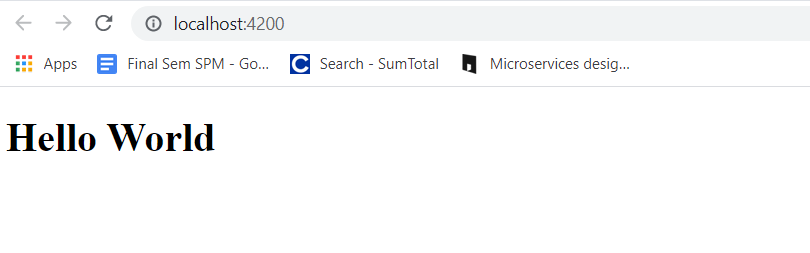 localhost:4200
Apps Final Sem SPM - Go... C Search - SumTotal Microservices desig...
Hello World